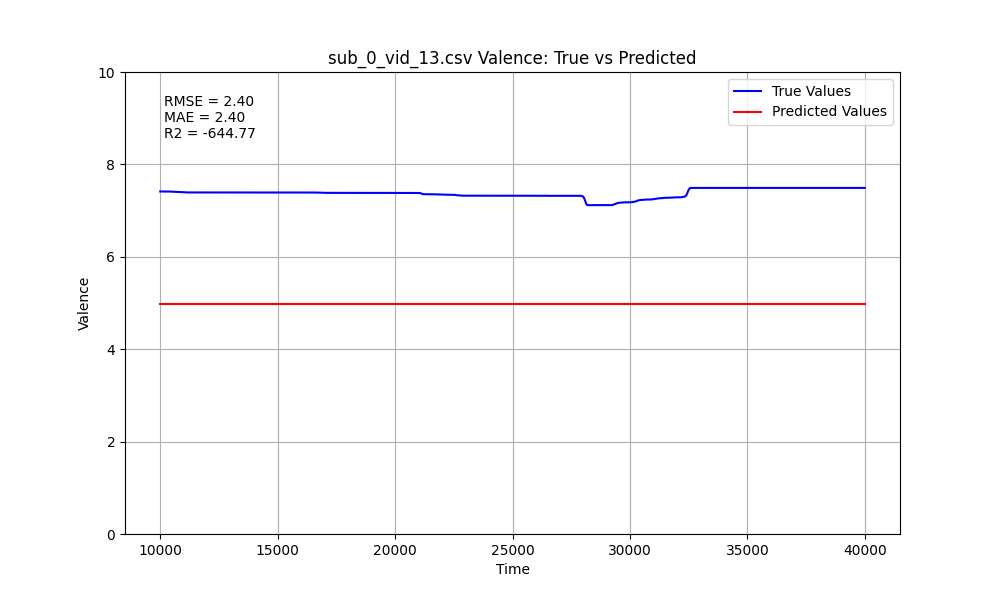 sub_0_vid_13.csv Valence: True vs Predicted
RMSE = 2.40
MAE = 2.40
R2 = -644.77
True Values
Predicted Values
Valence
10
8
6
4
2
0
10000 15000 20000 25000 30000 35000 40000
Time